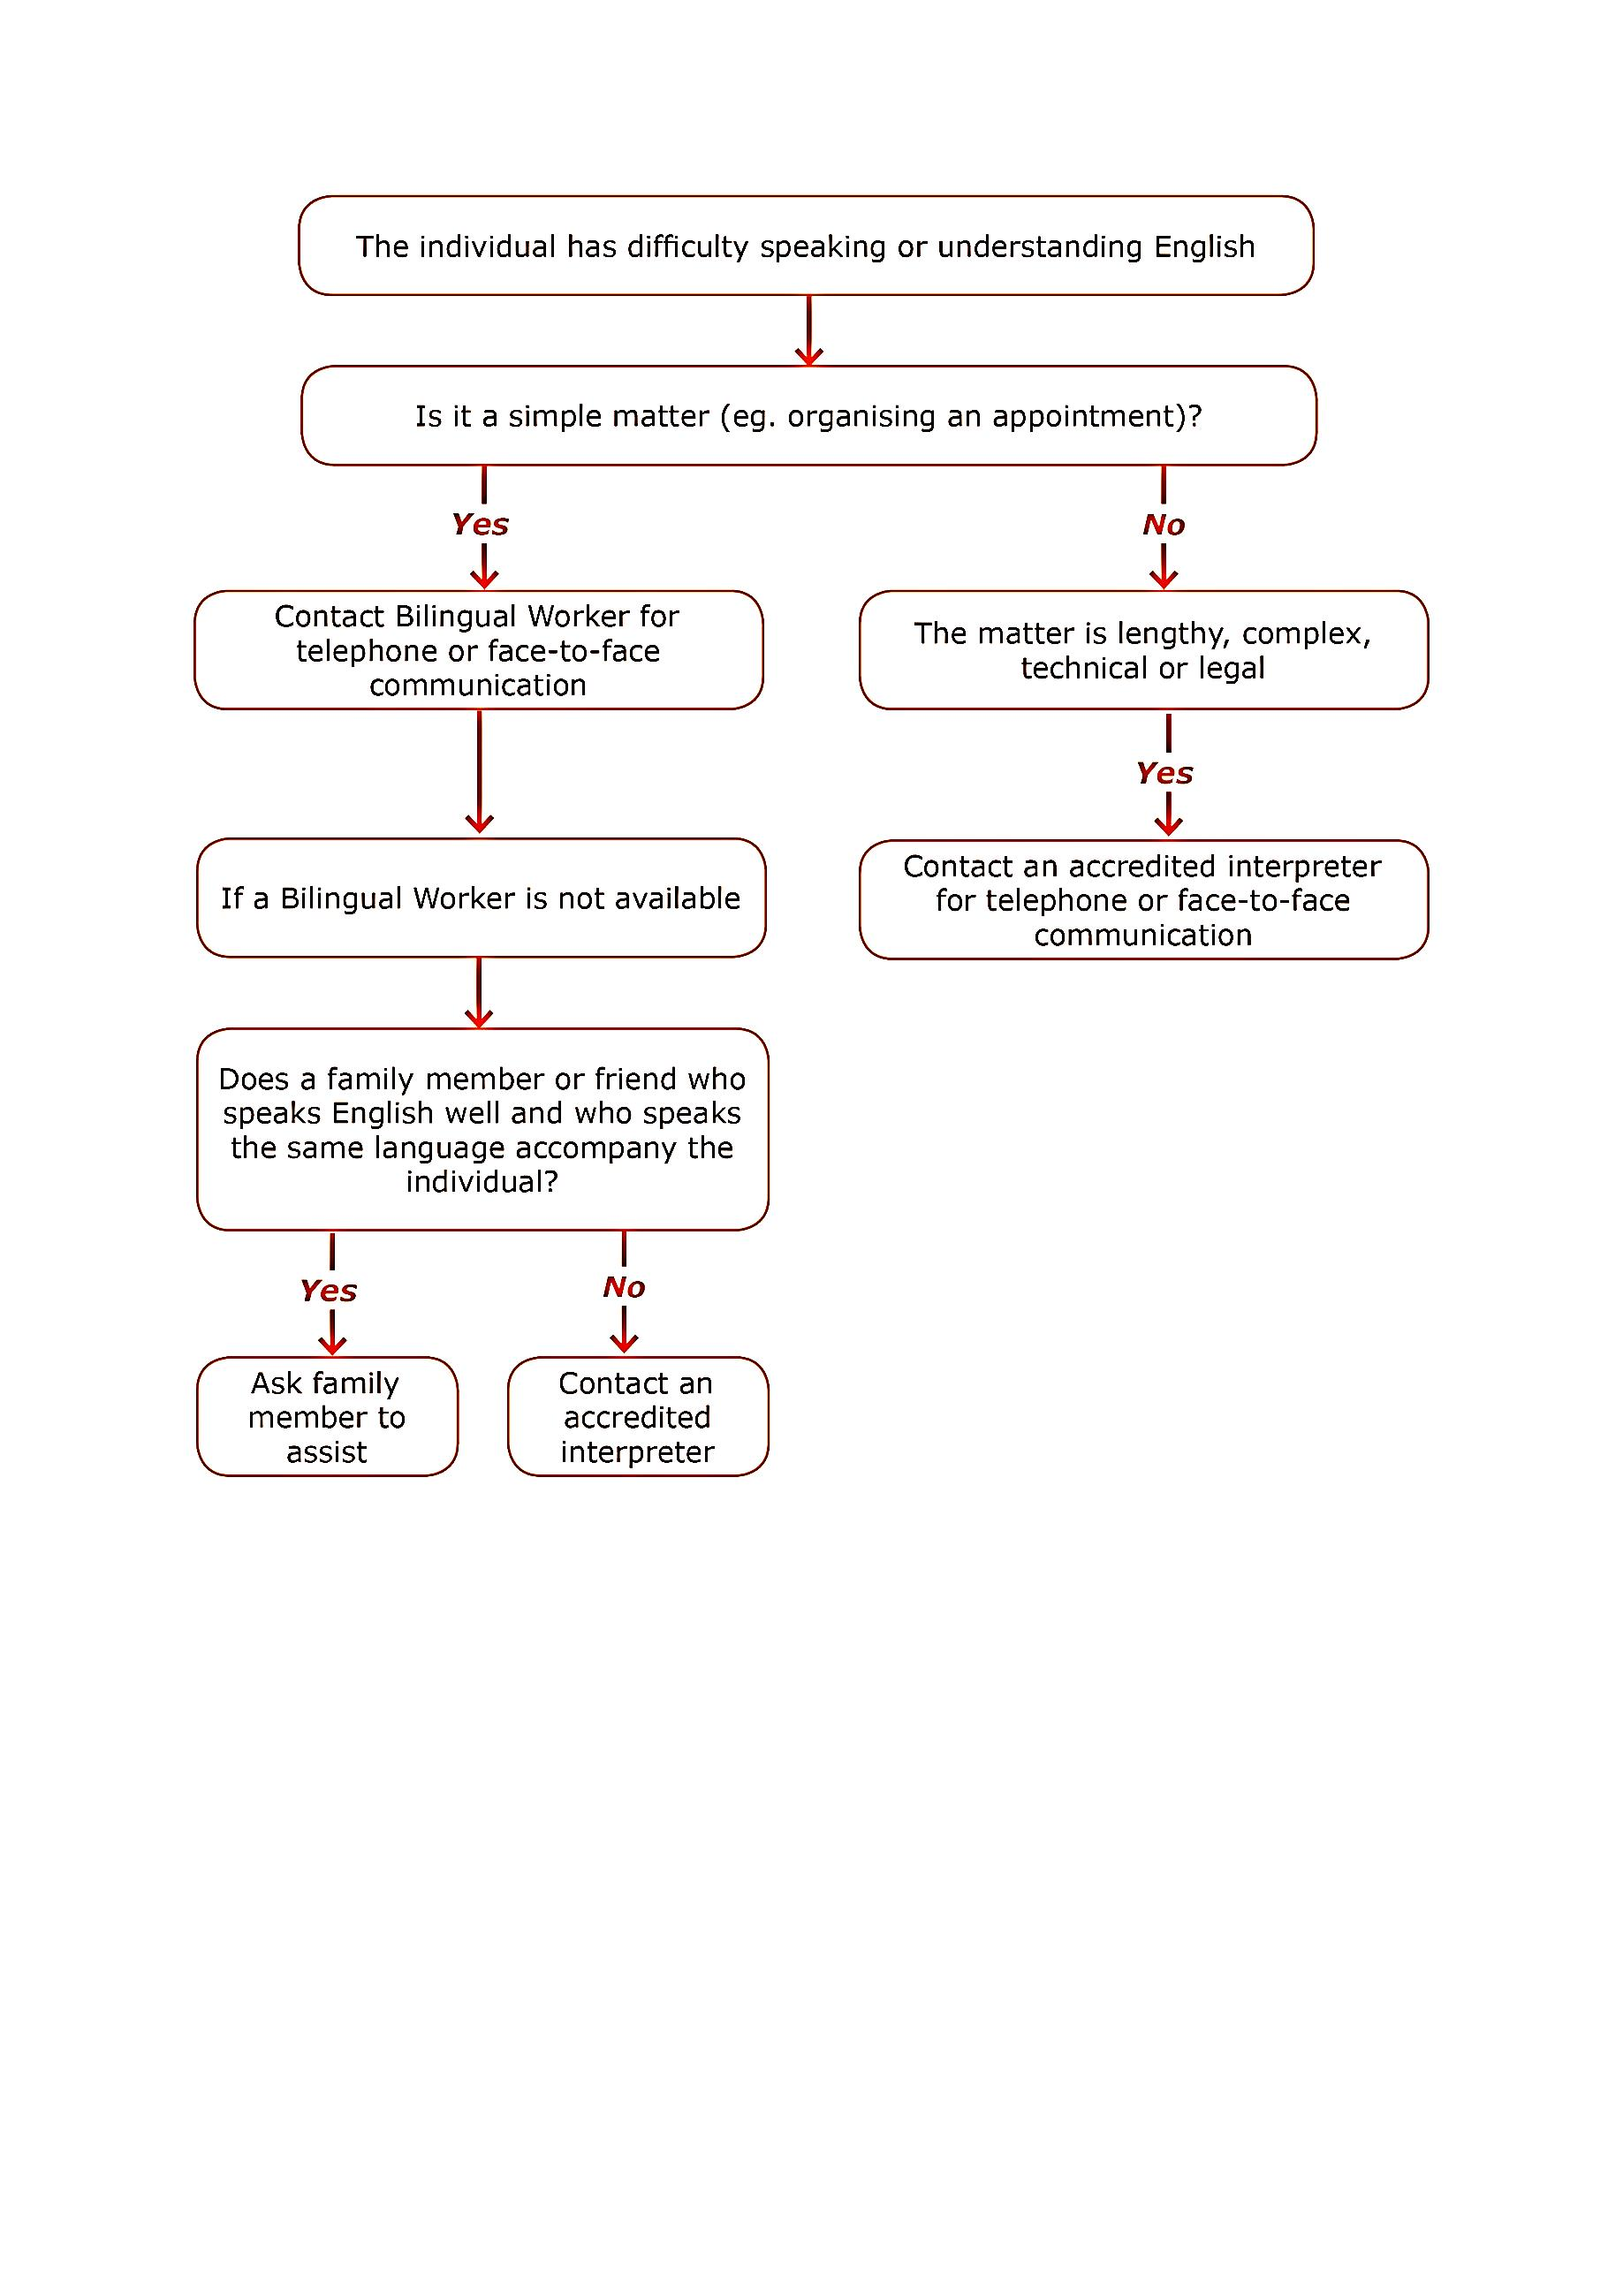 The individual has difficulty speaking or understanding English
Is it a simple matter (eg. organising an appointment)?
Yes
No
Contact Bilingual Worker for
telephone or face-to-face
communication
The matter is lengthy, complex,
technical or legal
Yes
If a Bilingual Worker is not available
Contact an accredited interpreter
for telephone or face-to-face
communication
Does a family member or friend who
speaks English well and who speaks
the same language accompany the
individual?
Yes
No
Ask family
member to
assist
Contact an
accredited
interpreter